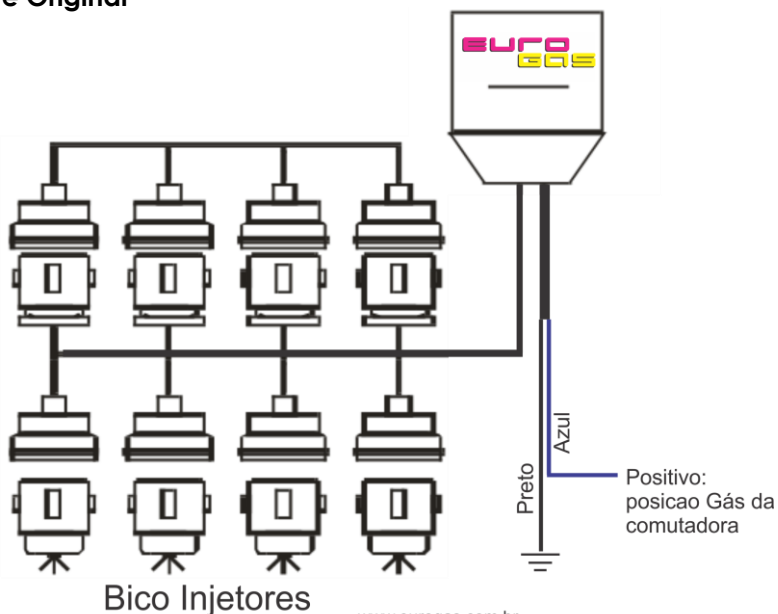 e Original
EURO
GAS
Preto
Azul
Positivo:
posicao Gás da
comutadora
Bico Injetores